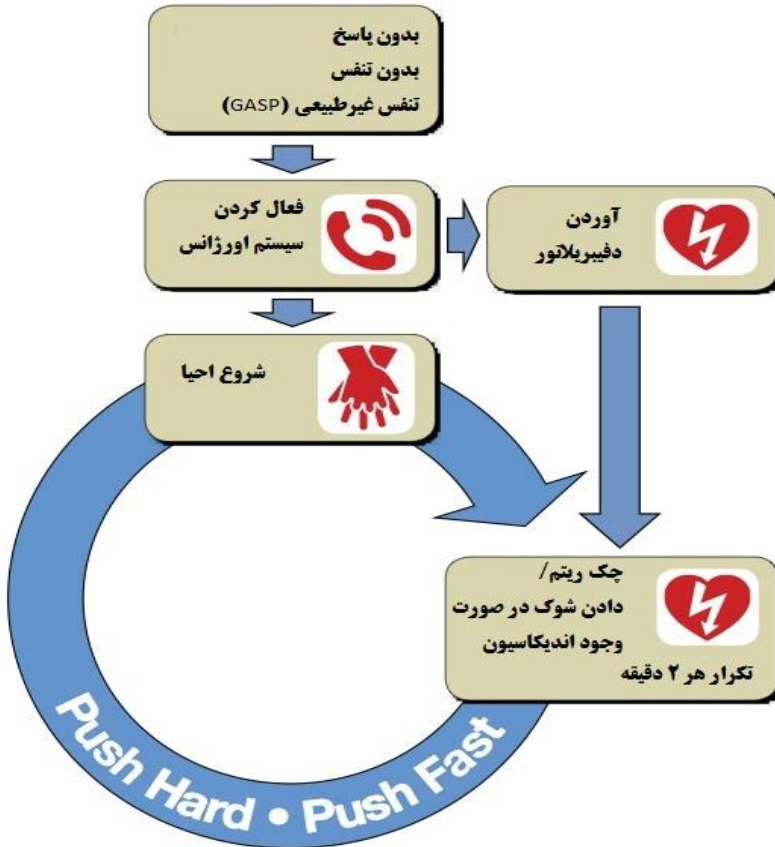 بدون پاسخ
بدون تنفس
تنفس غیرطبیعی (GASP)
فعال کردن
سیستم اورژانس
آوردن
دفیبریلاتور
شروع احیا
چک ریتم/
دادن شوک در صورت
وجود اندیکاسیون
تکرار هر ۲ دقیقه
Push Hard • Push Fast